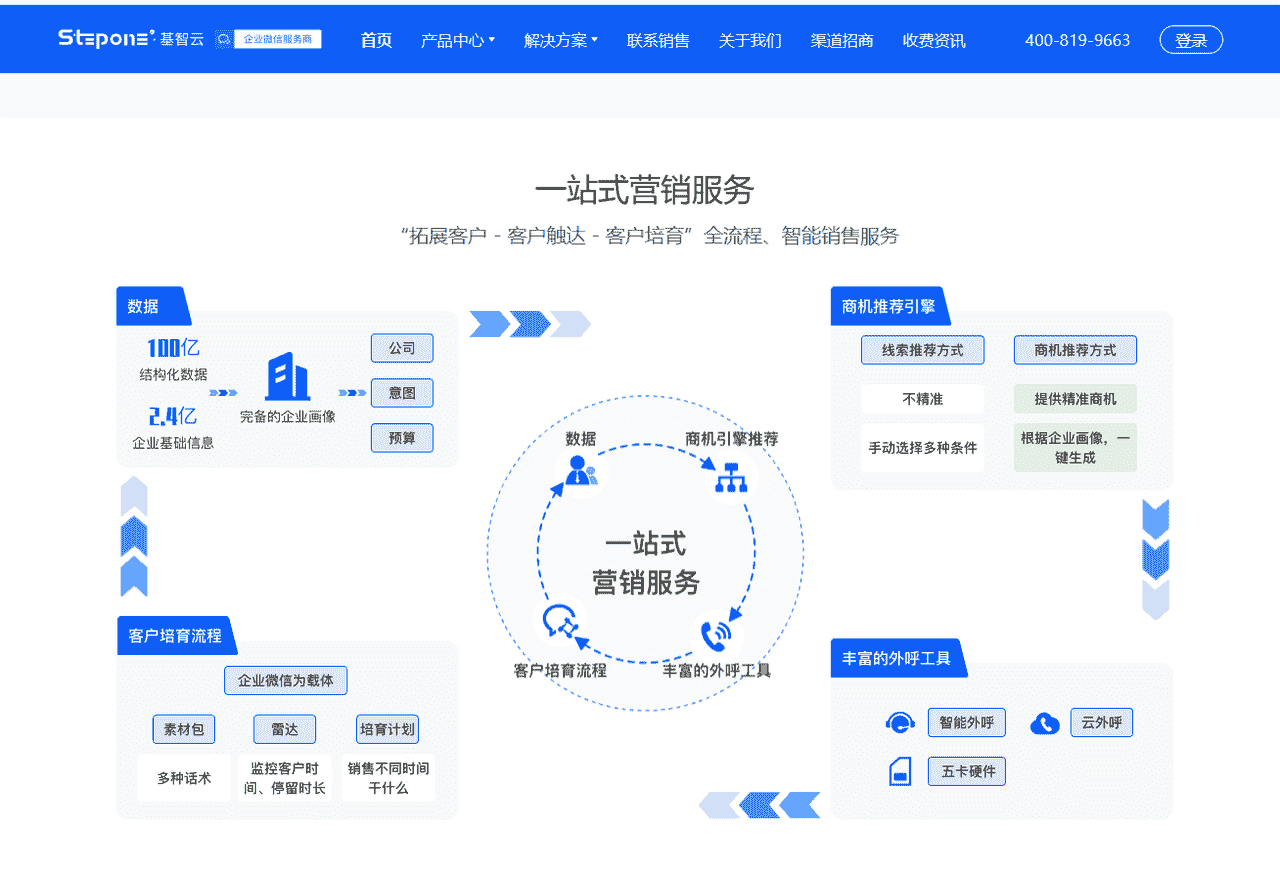 Stepone 基智云 企业微信服务商 首页 产品中心 解决方案 联系销售 关于我们 渠道招商 收费资讯 400-819-9663 登录
一站式营销服务
“拓展客户 - 客户触达 - 客户培育”全流程、智能销售服务
数据
100亿
结构化数据
2.4亿
企业基础信息
完备的企业画像
公司
意图
预算
商机推荐引擎
线索推荐方式 商机推荐方式
不精准 提供精准商机
手动选择多种条件 根据企业画像，一
键生成
数据 商机引擎推荐
一站式
营销服务
客户培育流程 丰富的外呼工具
客户培育流程
企业微信为载体
素材包 雷达 培育计划
多种话术
监控客户时
间、停留时长
销售不同时间
干什么
丰富的外呼工具
智能外呼 云外呼
五卡硬件